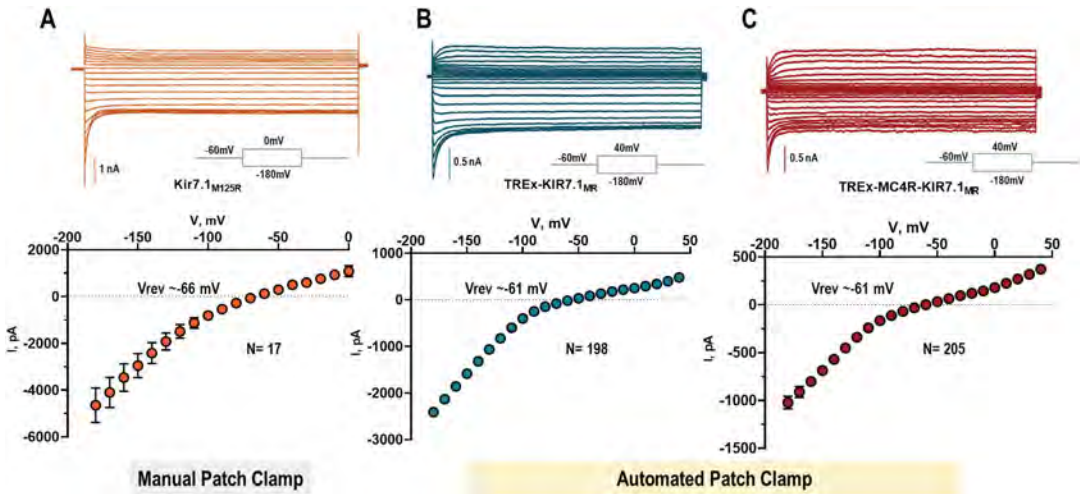 A
B
C
0mV
-60mV
-180mV
1 nA
Kir7.1M125R
40mV
-60mV
-180mV
0.5 nA
TREx-KIR7.1MR
40mV
-60mV
-180mV
0.5 nA
TREx-MC4R-KIR7.1MR
V, mV
-200 -150 -100 -50 0
2000
0
-2000
-4000
-6000
I, pA
Vrev ~-66 mV
N= 17
V, mV
-200 -150 -100 -50 0 50
1000
0
-1000
-2000
-3000
I, pA
Vrev ~-61 mV
N= 198
V, mV
-200 -150 -100 -50 0 50
500
0
-500
-1000
-1500
I, pA
Vrev ~-61 mV
N= 205
Manual Patch Clamp
Automated Patch Clamp